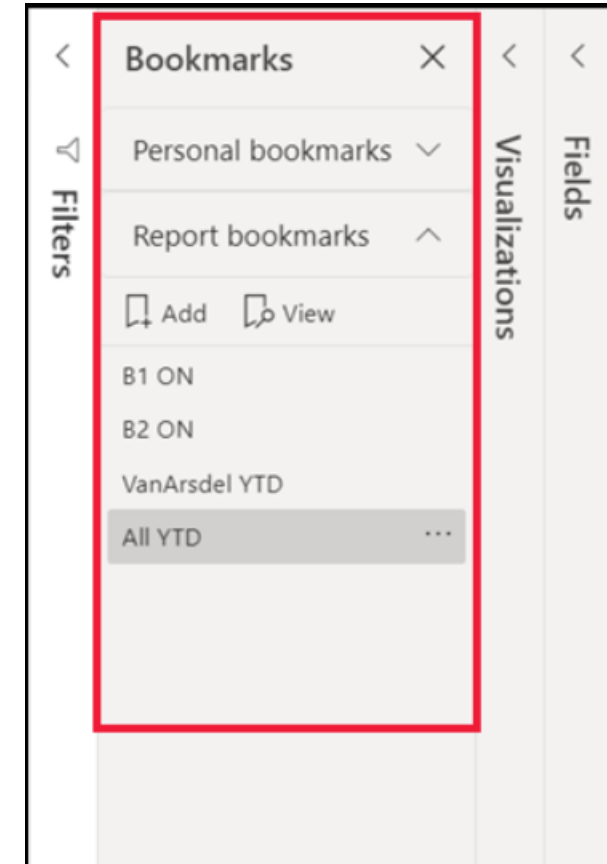 Filters
Bookmarks
Personal bookmarks
Report bookmarks
Add View
B1 ON
B2 ON
VanArsdel YTD
All YTD
Visualizations
Fields